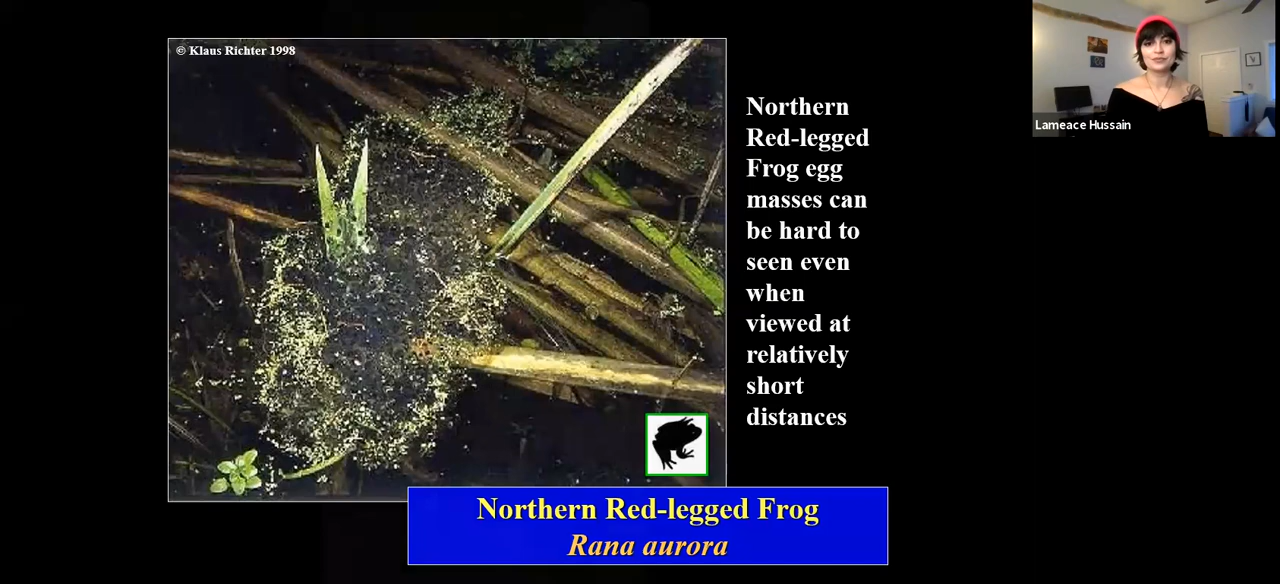 © Klaus Richter 1998
Northern
Red-legged
Frog egg
masses can
be hard to
seen even
when
viewed at
relatively
short
distances
Northern Red-legged Frog
Rana aurora
Lameace Hussain